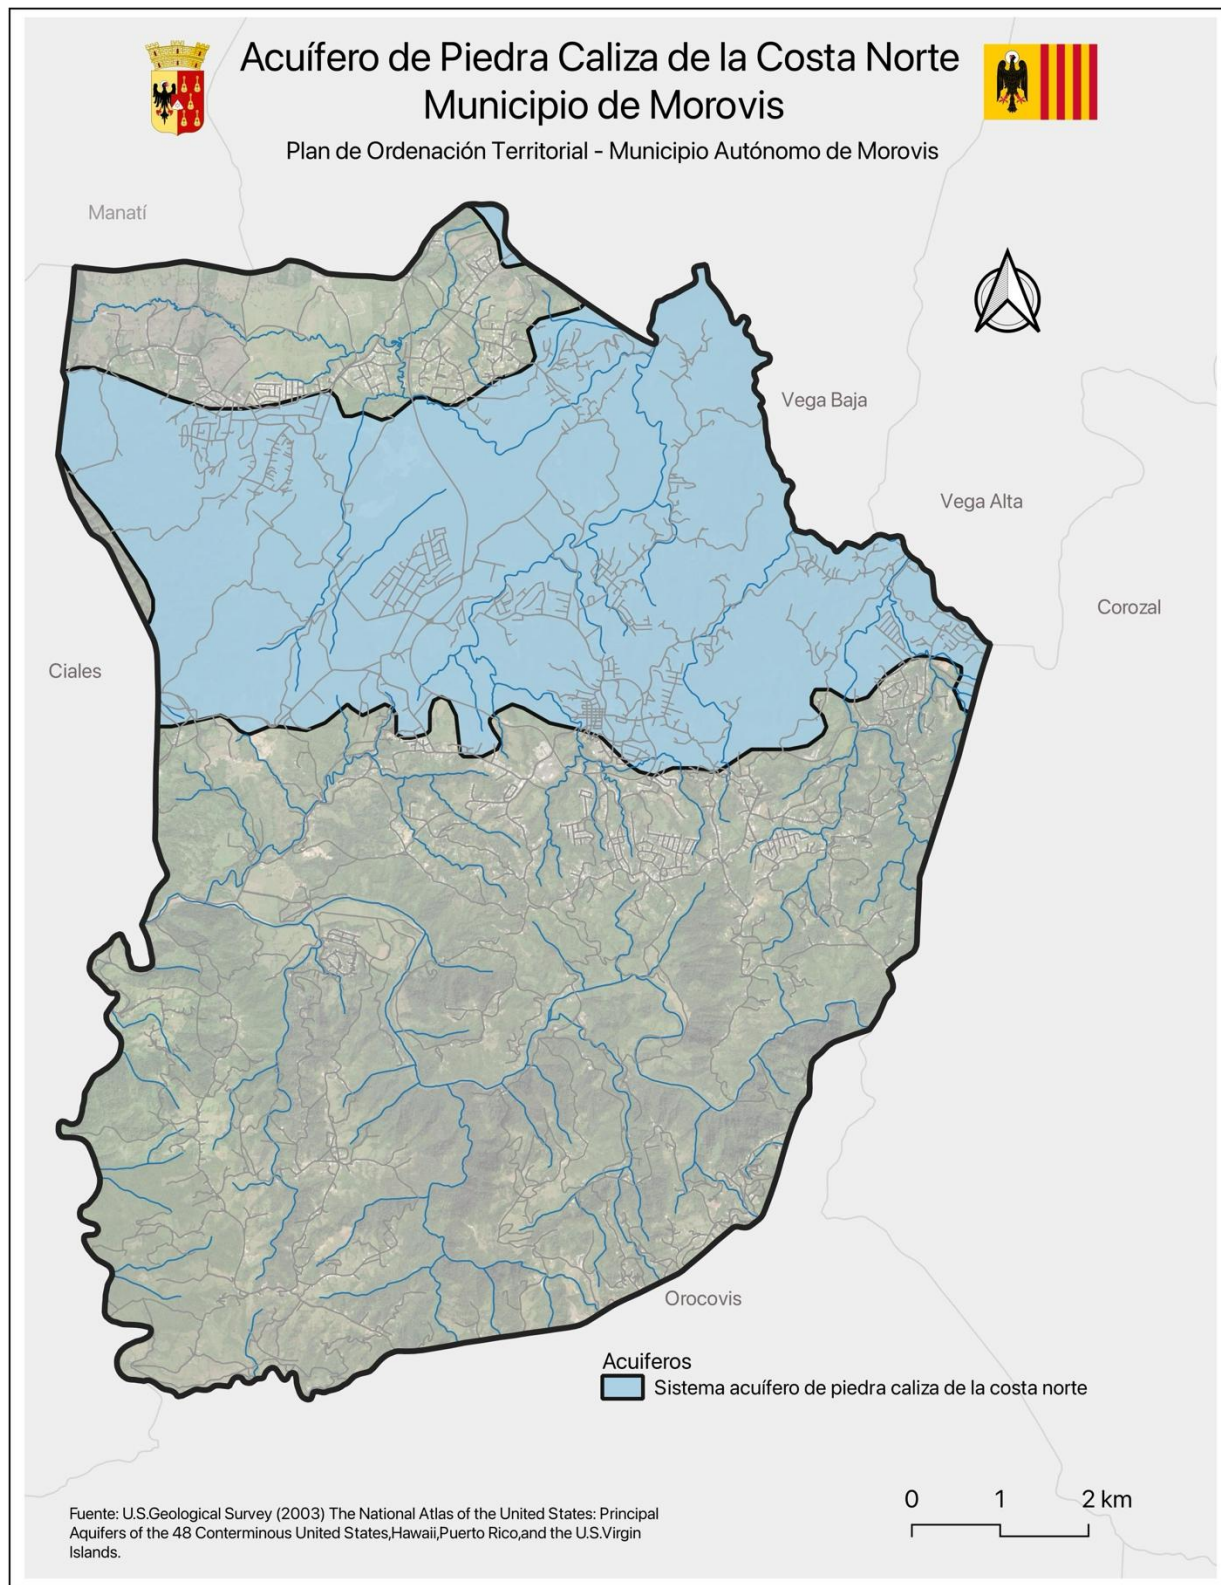 Acuífero de Piedra Caliza de la Costa Norte
Municipio de Morovis
Plan de Ordenación Territorial - Municipio Autónomo de Morovis
Manatí
Vega Baja
Vega Alta
Corozal
Ciales
Orocovis
Acuiferos
Sistema acuífero de piedra caliza de la costa norte
0 1 2 km
Fuente: U.S.Geological Survey (2003) The National Atlas of the United States: Principal
Aquifers of the 48 Conterminous United States,Hawaii,Puerto Rico,and the U.S.Virgin
Islands.